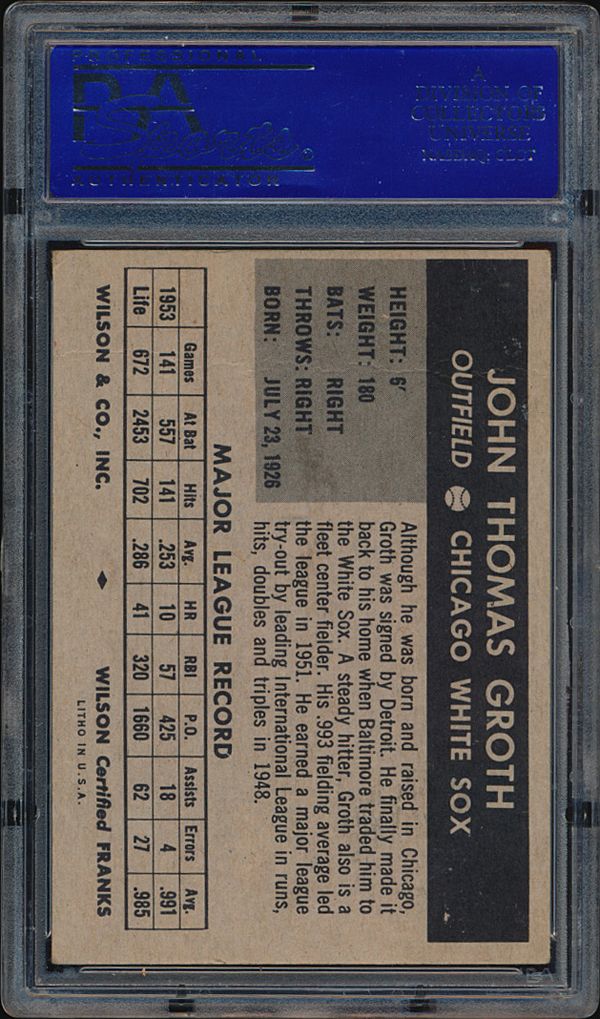 PROFESSIONAL
PSA
AUTHENTICATOR
A
DIVISION OF
COLLECTORS
UNIVERSE
NASDAQ: CLCT
JOHN THOMAS GROTH
OUTFIELD CHICAGO WHITE SOX
HEIGHT: 6'
WEIGHT: 180
BATS: RIGHT
THROWS: RIGHT
BORN: JULY 23, 1926
Although he was born and raised in Chicago,
Groth was signed by Detroit. He finally made it
back to his home when Baltimore traded him to
the White Sox. A steady hitter, Groth also is a
fleet center fielder. His .993 fielding average led
the league in 1951. He earned a major league
try-out by leading International League in runs,
hits, doubles and triples in 1948.
MAJOR LEAGUE RECORD
Games At Bat Hits Avg. HR RBI P.O. Assists Errors Avg.
1953 141 557 141 .253 10 57 425 18 4 .991
Life 672 2453 702 .286 41 320 1660 62 27 .985
WILSON & CO., INC. WILSON Certified FRANKS
LITHO IN U.S.A.